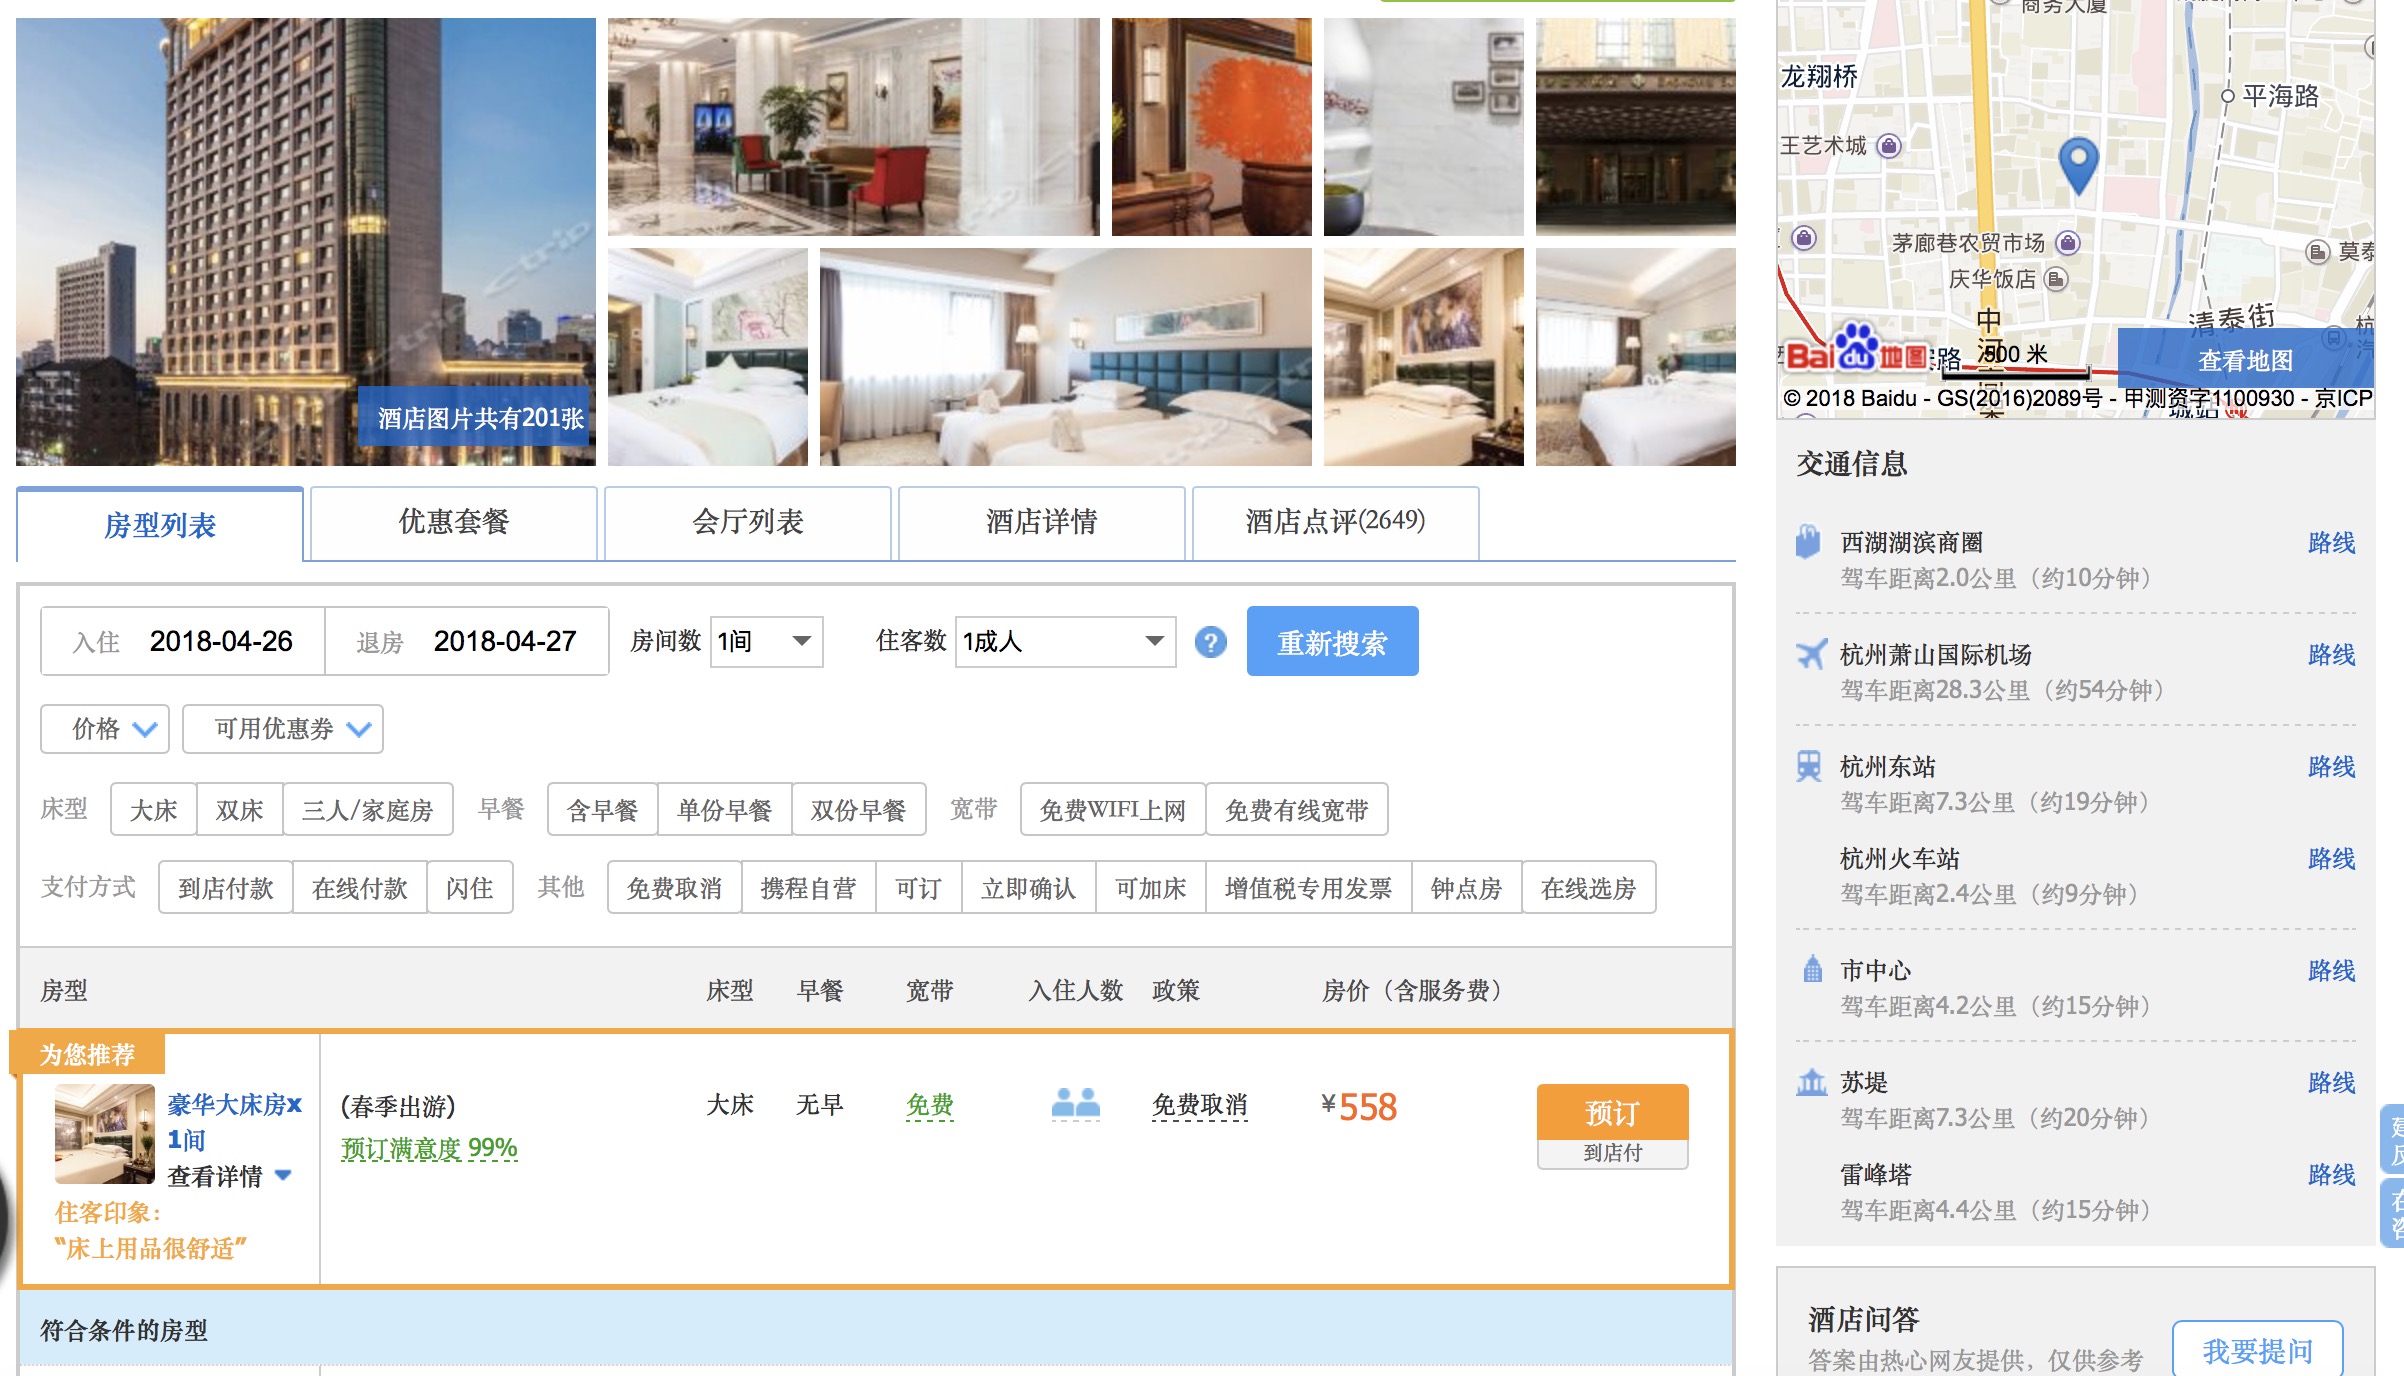 酒店图片共有201张
房型列表
优惠套餐
会厅列表
酒店详情
酒店点评(2649)
入住 2018-04-26
退房 2018-04-27
房间数 1间
住客数 1成人
?
重新搜索
价格
可用优惠券
床型 大床 双床 三人/家庭房 早餐 含早餐 单份早餐 双份早餐 宽带 免费WIFI上网 免费有线宽带
支付方式 到店付款 在线付款 闪住 其他 免费取消 携程自营 可订 立即确认 可加床 增值税专用发票 钟点房 在线选房
房型 床型 早餐 宽带 入住人数 政策 房价（含服务费）
为您推荐
豪华大床房x
1间
查看详情
住客印象：
“床上用品很舒适”
(春季出游)
预订满意度 99%
大床 无早 免费 免费取消 ¥558
预订
到店付
符合条件的房型
商务大厦
龙翔桥
平海路
王艺术城
茅廊巷农贸市场
庆华饭店
莫泰
清泰街
中河
Bai du 地图
500 米
查看地图
© 2018 Baidu - GS(2016)2089号 - 甲测资字1100930 - 京ICP
交通信息
西湖湖滨商圈 路线
驾车距离2.0公里（约10分钟）
杭州萧山国际机场 路线
驾车距离28.3公里（约54分钟）
杭州东站 路线
驾车距离7.3公里（约19分钟）
杭州火车站 路线
驾车距离2.4公里（约9分钟）
市中心 路线
驾车距离4.2公里（约15分钟）
苏堤 路线
驾车距离7.3公里（约20分钟）
雷峰塔 路线
驾车距离4.4公里（约15分钟）
酒店问答
答案由热心网友提供，仅供参考
我要提问